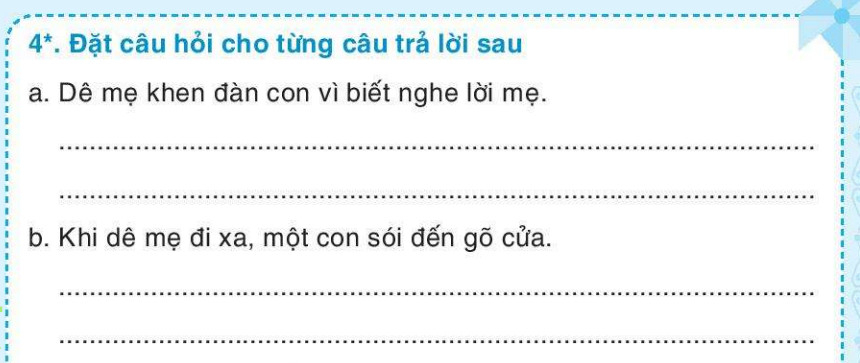 4*. Đặt câu hỏi cho từng câu trả lời sau
a. Dê mẹ khen đàn con vì biết nghe lời mẹ.
................................................................................
................................................................................
b. Khi dê mẹ đi xa, một con sói đến gõ cửa.
................................................................................
................................................................................